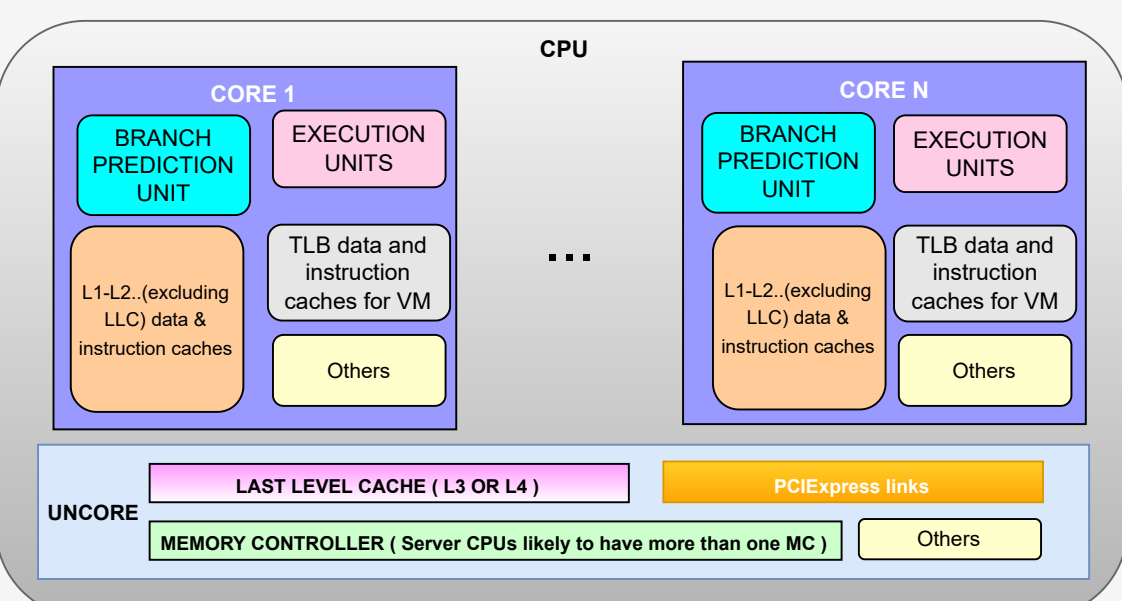 CPU
CORE 1
BRANCH
PREDICTION
UNIT
EXECUTION
UNITS
L1-L2..(excluding
LLC) data &
instruction caches
TLB data and
instruction
caches for VM
Others
...
CORE N
BRANCH
PREDICTION
UNIT
EXECUTION
UNITS
L1-L2..(excluding
LLC) data &
instruction caches
TLB data and
instruction
caches for VM
Others
UNCORE
LAST LEVEL CACHE ( L3 OR L4 )
PCIExpress links
MEMORY CONTROLLER ( Server CPUs likely to have more than one MC )
Others